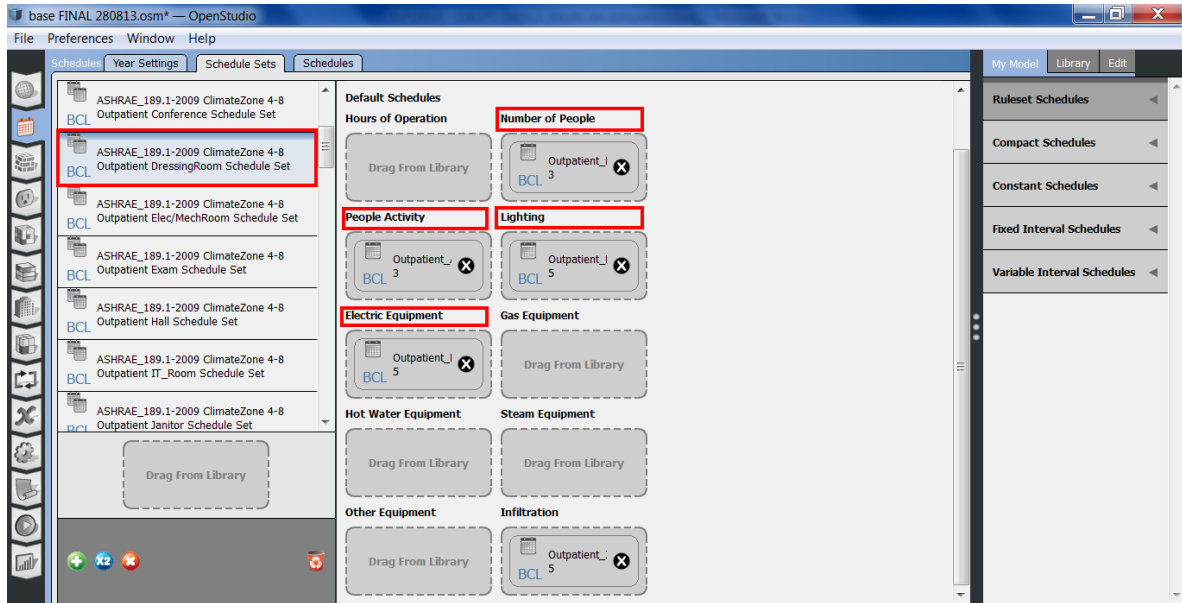 base FINAL 280813.osm* — OpenStudio
File Preferences Window Help
Schedules Year Settings Schedule Sets Schedules
My Model Library Edit
ASHRAE_189.1-2009 ClimateZone 4-8
Outpatient Conference Schedule Set
BCL
ASHRAE_189.1-2009 ClimateZone 4-8
Outpatient DressingRoom Schedule Set
BCL
ASHRAE_189.1-2009 ClimateZone 4-8
Outpatient Elec/MechRoom Schedule Set
BCL
ASHRAE_189.1-2009 ClimateZone 4-8
Outpatient Exam Schedule Set
BCL
ASHRAE_189.1-2009 ClimateZone 4-8
Outpatient Hall Schedule Set
BCL
ASHRAE_189.1-2009 ClimateZone 4-8
Outpatient IT_Room Schedule Set
BCL
ASHRAE_189.1-2009 ClimateZone 4-8
Outpatient Janitor Schedule Set
BCL
Drag From Library
X2
Default Schedules
Hours of Operation
Drag From Library
Number of People
Outpatient_
3
BCL
People Activity
Outpatient_
3
BCL
Lighting
Outpatient_
5
BCL
Electric Equipment
Outpatient_
5
BCL
Gas Equipment
Drag From Library
Hot Water Equipment
Drag From Library
Steam Equipment
Drag From Library
Other Equipment
Drag From Library
Infiltration
Outpatient_
5
BCL
Ruleset Schedules
Compact Schedules
Constant Schedules
Fixed Interval Schedules
Variable Interval Schedules